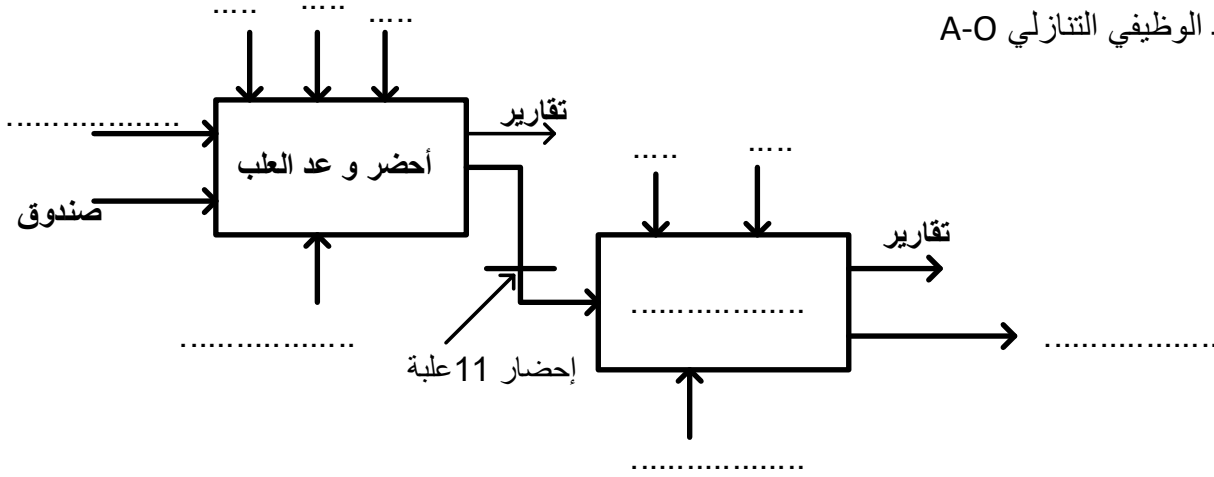 . الوظيفي التنازلي A-O
..... ..... .....
..................
تقارير
أحضر و عد العلب
صندوق
..... .....
تقارير
..................
..................
..................
إحضار 11علبة
..................